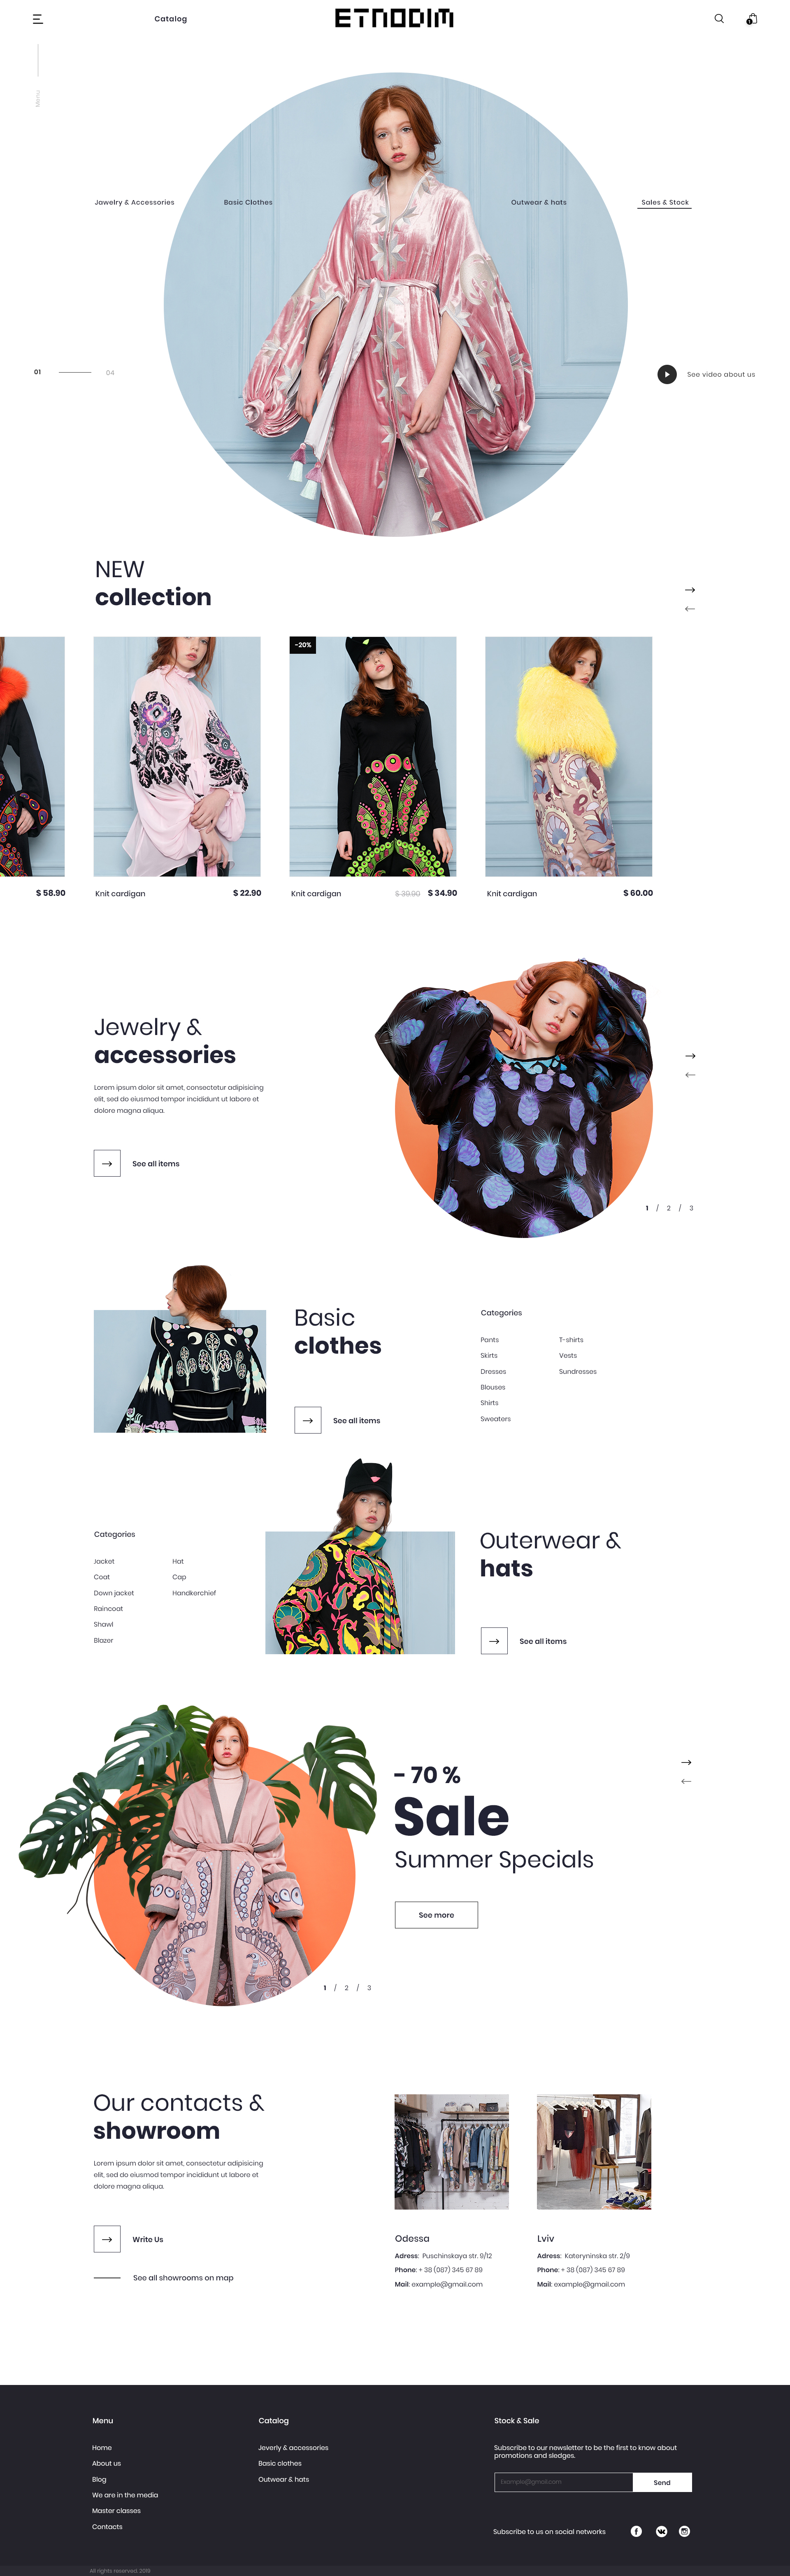 Catalog
ETNODIM
1
Menu
Jawelry & Accessories
Basic Clothes
Outwear & hats
Sales & Stock
01
04
See video about us
NEW
collection
-20%
$ 58.90
Knit cardigan
$ 22.90
Knit cardigan
$ 39.90 $ 34.90
Knit cardigan
$ 60.00
Jewelry &
accessories
Lorem ipsum dolor sit amet, consectetur adipisicing
elit, sed do eiusmod tempor incididunt ut labore et
dolore magna aliqua.
See all items
1 / 2 / 3
Basic
clothes
See all items
Categories
Pants
Skirts
Dresses
Blouses
Shirts
Sweaters
T-shirts
Vests
Sundresses
Categories
Jacket
Coat
Down jacket
Raincoat
Shawl
Blazer
Hat
Cap
Handkerchief
Outerwear &
hats
See all items
- 70 %
Sale
Summer Specials
See more
1 / 2 / 3
Our contacts &
showroom
Lorem ipsum dolor sit amet, consectetur adipisicing
elit, sed do eiusmod tempor incididunt ut labore et
dolore magna aliqua.
Write Us
See all showrooms on map
Odessa
Adress: Puschinskaya str. 9/12
Phone: + 38 (087) 345 67 89
Mail: example@gmail.com
Lviv
Adress: Kateryninska str. 2/9
Phone: + 38 (087) 345 67 89
Mail: example@gmail.com
Menu
Home
About us
Blog
We are in the media
Master classes
Contacts
Catalog
Jeverly & accessories
Basic clothes
Outwear & hats
Stock & Sale
Subscribe to our newsletter to be the first to know about
promotions and sledges.
Example@gmail.com
Send
Subscribe to us on social networks
All rights reserved. 2019